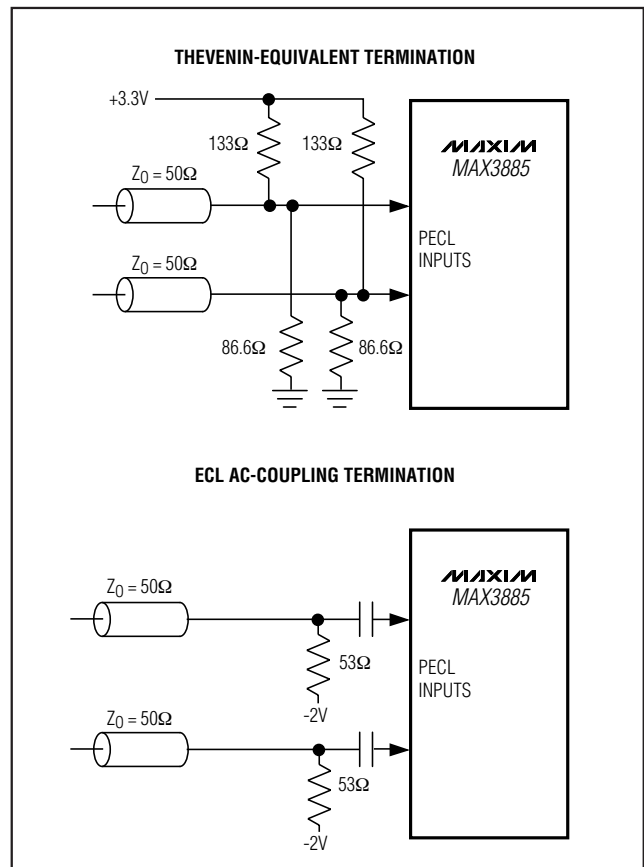 THEVENIN-EQUIVALENT TERMINATION
+3.3V
133Ω 133Ω
MAXIM
MAX3885
Z0 = 50Ω
PECL
INPUTS
Z0 = 50Ω
86.6Ω 86.6Ω
ECL AC-COUPLING TERMINATION
MAXIM
MAX3885
Z0 = 50Ω
53Ω
PECL
INPUTS
-2V
Z0 = 50Ω
53Ω
-2V